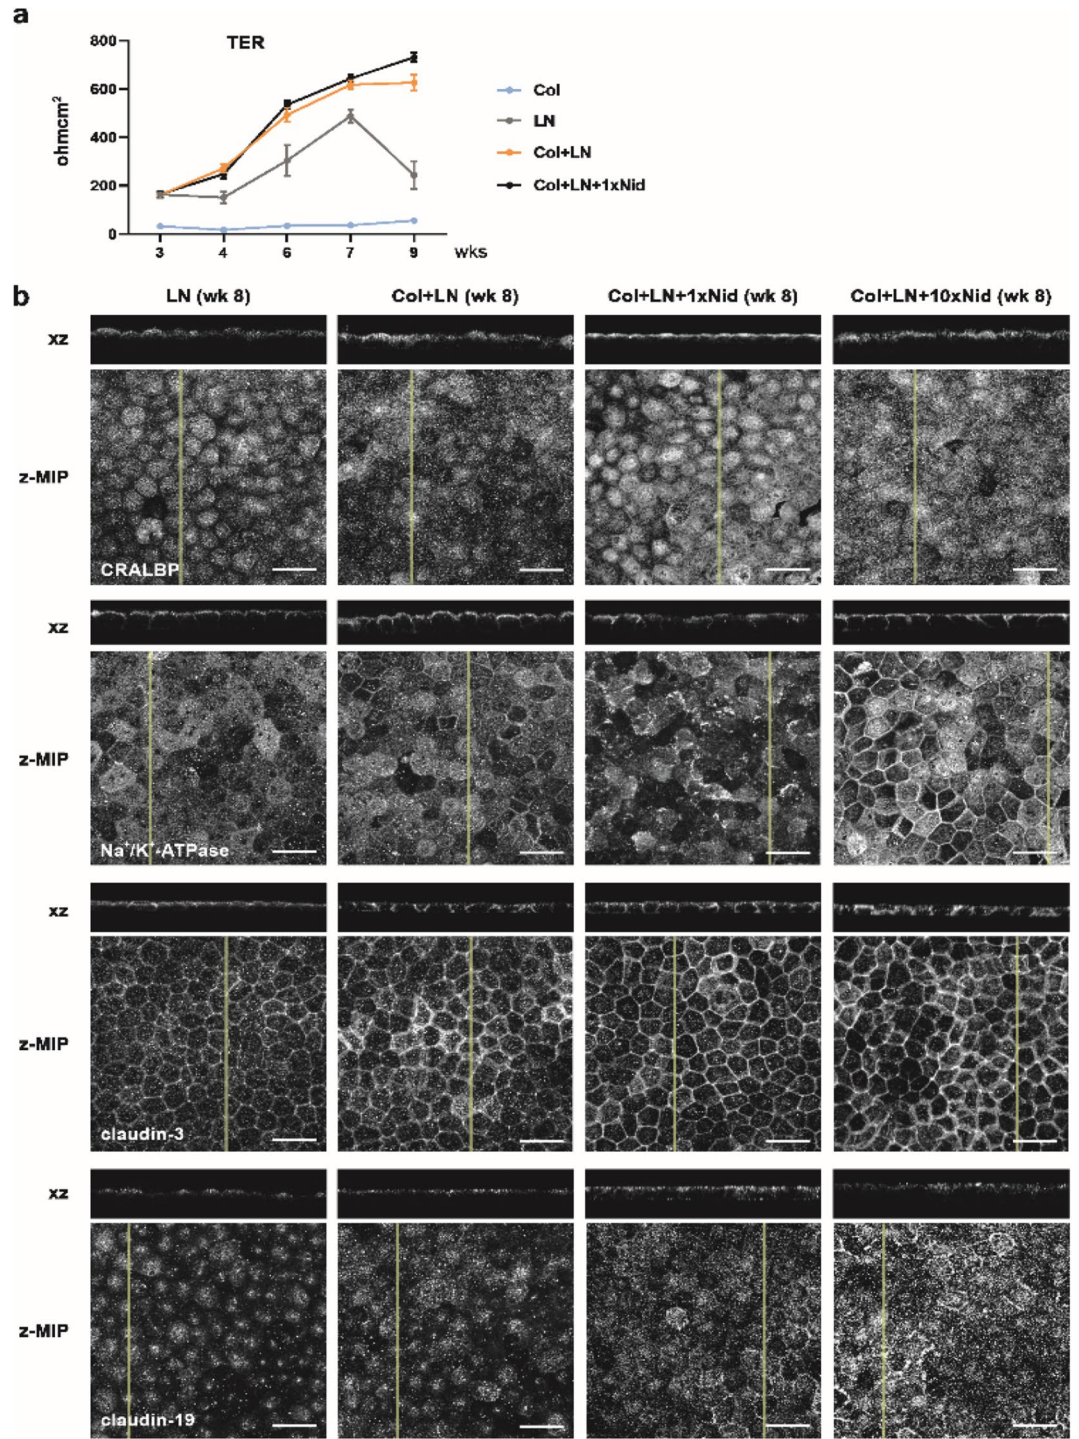 a
TER
800
600
400
200
0
ohmcm²
3 4 6 7 9 wks
Col
LN
Col+LN
Col+LN+1xNid
b
LN (wk 8) Col+LN (wk 8) Col+LN+1xNid (wk 8) Col+LN+10xNid (wk 8)
xz
z-MIP
CRALBP
xz
z-MIP
Na⁺/K⁺-ATPase
xz
z-MIP
claudin-3
xz
z-MIP
claudin-19